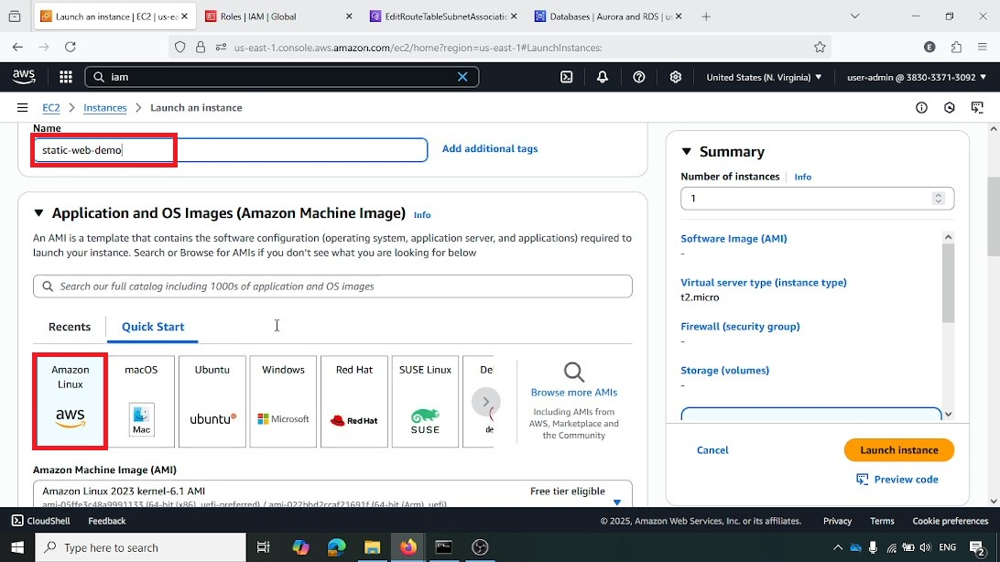 Launch an instance | EC2 | us-ea
Roles | IAM | Global
EditRouteTableSubnetAssociatic
Databases | Aurora and RDS | us
us-east-1.console.aws.amazon.com/ec2/home?region=us-east-1#LaunchInstances:
E
aws
iam
United States (N. Virginia)
user-admin @ 3830-3371-3092
EC2 > Instances > Launch an instance
Name
static-web-demo
Add additional tags
Application and OS Images (Amazon Machine Image) Info
An AMI is a template that contains the software configuration (operating system, application server, and applications) required to
launch your instance. Search or Browse for AMIs if you don't see what you are looking for below
Search our full catalog including 1000s of application and OS images
Recents
Quick Start
Amazon
Linux
aws
macOS
Mac
Ubuntu
ubuntu
Windows
Microsoft
Red Hat
Red Hat
SUSE Linux
SUSE
De
de
Browse more AMIs
Including AMIs from
AWS, Marketplace and
the Community
Amazon Machine Image (AMI)
Amazon Linux 2023 kernel-6.1 AMI
Free tier eligible
ami-05ffe3c48a9991133 (64-bit (x86), uefi-preferred) / ami-022bbd2ccaf21691f (64-bit (Arm), uefi)
Summary
Number of instances
Info
1
Software Image (AMI)
-
Virtual server type (instance type)
t2.micro
Firewall (security group)
-
Storage (volumes)
-
Cancel
Launch instance
Preview code
CloudShell
Feedback
© 2025, Amazon Web Services, Inc. or its affiliates.
Privacy
Terms
Cookie preferences
Type here to search
ENG
2